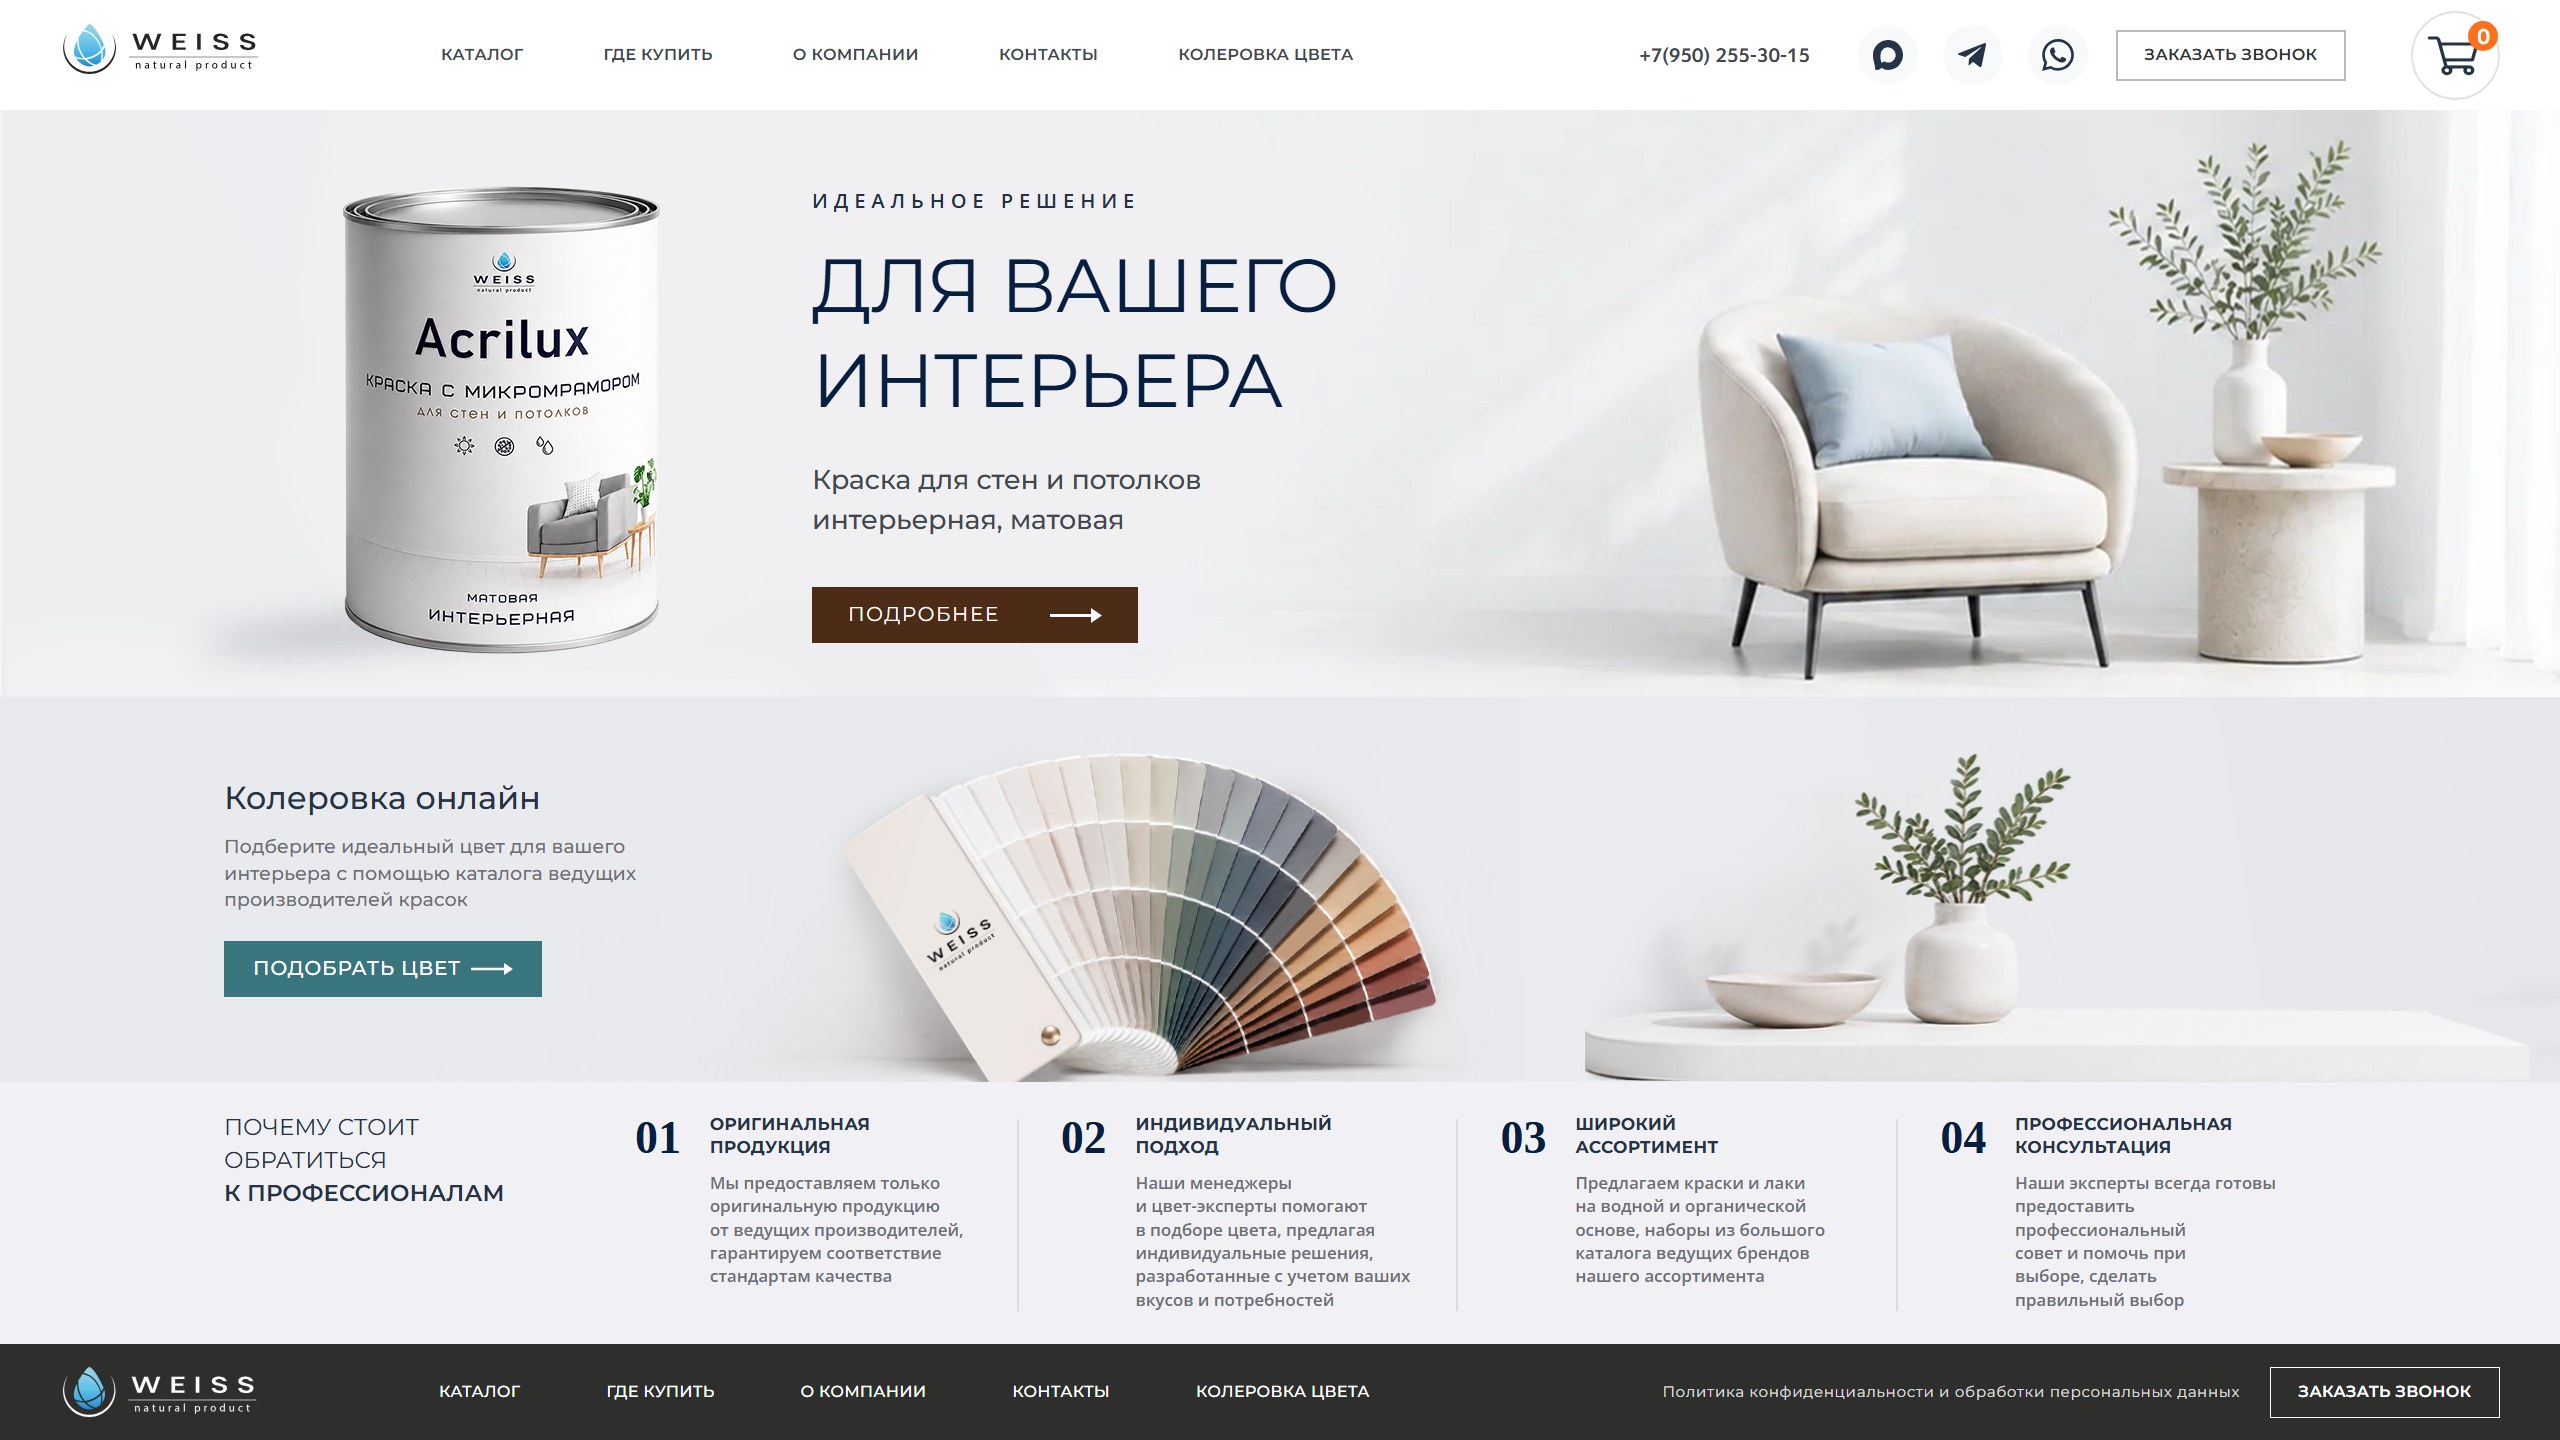 WEISS
natural product
КАТАЛОГ
ГДЕ КУПИТЬ
О КОМПАНИИ
КОНТАКТЫ
КОЛЕРОВКА ЦВЕТА
+7(950) 255-30-15
ЗАКАЗАТЬ ЗВОНОК
0
WEISS
natural product
Acrilux
КРАСКА С МИКРОМРАМОРОМ
ДЛЯ СТЕН И ПОТОЛКОВ
МАТОВАЯ
ИНТЕРЬЕРНАЯ
ИДЕАЛЬНОЕ РЕШЕНИЕ
ДЛЯ ВАШЕГО
ИНТЕРЬЕРА
Краска для стен и потолков
интерьерная, матовая
ПОДРОБНЕЕ
Колеровка онлайн
Подберите идеальный цвет для вашего
интерьера с помощью каталога ведущих
производителей красок
ПОДОБРАТЬ ЦВЕТ
WEISS
natural product
ПОЧЕМУ СТОИТ
ОБРАТИТЬСЯ
К ПРОФЕССИОНАЛАМ
01
ОРИГИНАЛЬНАЯ
ПРОДУКЦИЯ
Мы предоставляем только
оригинальную продукцию
от ведущих производителей,
гарантируем соответствие
стандартам качества
02
ИНДИВИДУАЛЬНЫЙ
ПОДХОД
Наши менеджеры
и цвет-эксперты помогают
в подборе цвета, предлагая
индивидуальные решения,
разработанные с учетом ваших
вкусов и потребностей
03
ШИРОКИЙ
АССОРТИМЕНТ
Предлагаем краски и лаки
на водной и органической
основе, наборы из большого
каталога ведущих брендов
нашего ассортимента
04
ПРОФЕССИОНАЛЬНАЯ
КОНСУЛЬТАЦИЯ
Наши эксперты всегда готовы
предоставить
профессиональный
совет и помочь при
выборе, сделать
правильный выбор
WEISS
natural product
КАТАЛОГ
ГДЕ КУПИТЬ
О КОМПАНИИ
КОНТАКТЫ
КОЛЕРОВКА ЦВЕТА
Политика конфиденциальности и обработки персональных данных
ЗАКАЗАТЬ ЗВОНОК